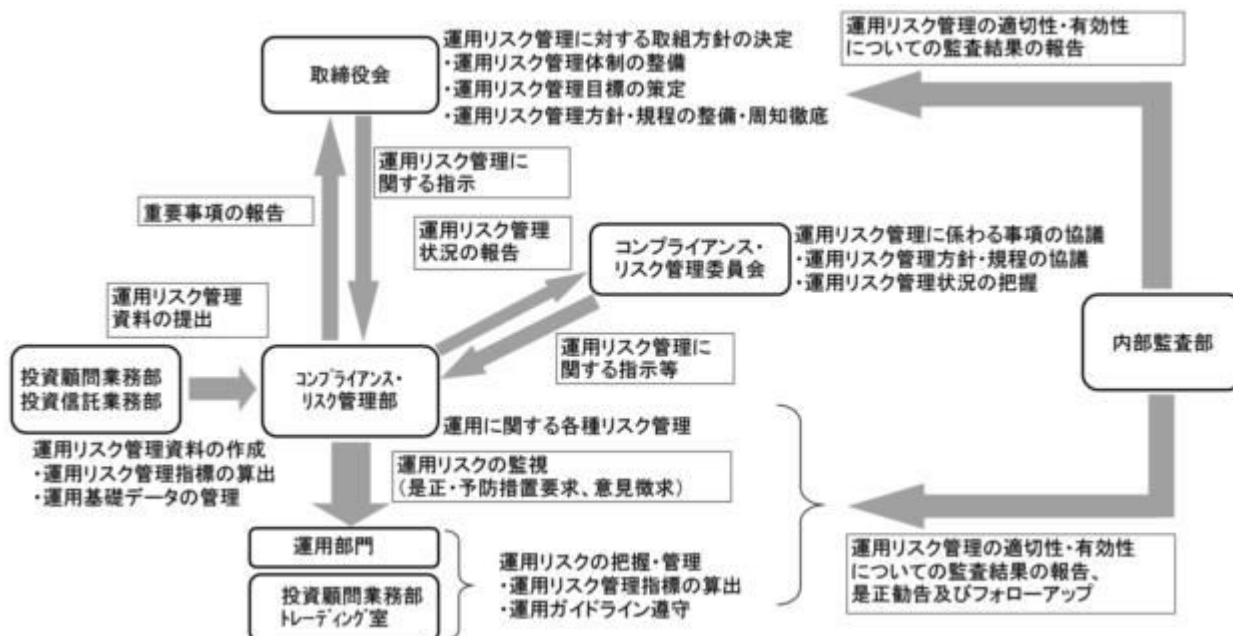 取締役会
運用リスク管理に対する取組方針の決定
・運用リスク管理体制の整備
・運用リスク管理目標の策定
・運用リスク管理方針・規程の整備・周知徹底
運用リスク管理の適切性・有効性
についての監査結果の報告
運用リスク管理に
関する指示
重要事項の報告
運用リスク管理
状況の報告
コンプライアンス・
リスク管理委員会
運用リスク管理に係わる事項の協議
・運用リスク管理方針・規程の協議
・運用リスク管理状況の把握
運用リスク管理
資料の提出
内部監査部
運用リスク管理に
関する指示等
投資顧問業務部
投資信託業務部
コンプライアンス・
リスク管理部
運用に関する各種リスク管理
運用リスク管理資料の作成
・運用リスク管理指標の算出
・運用基礎データの管理
運用リスクの監視
（是正・予防措置要求、意見徴求）
運用部門
投資顧問業務部
トレーディング室
運用リスクの把握・管理
・運用リスク管理指標の算出
・運用ガイドライン遵守
運用リスク管理の適切性・有効性
についての監査結果の報告、
是正勧告及びフォローアップ